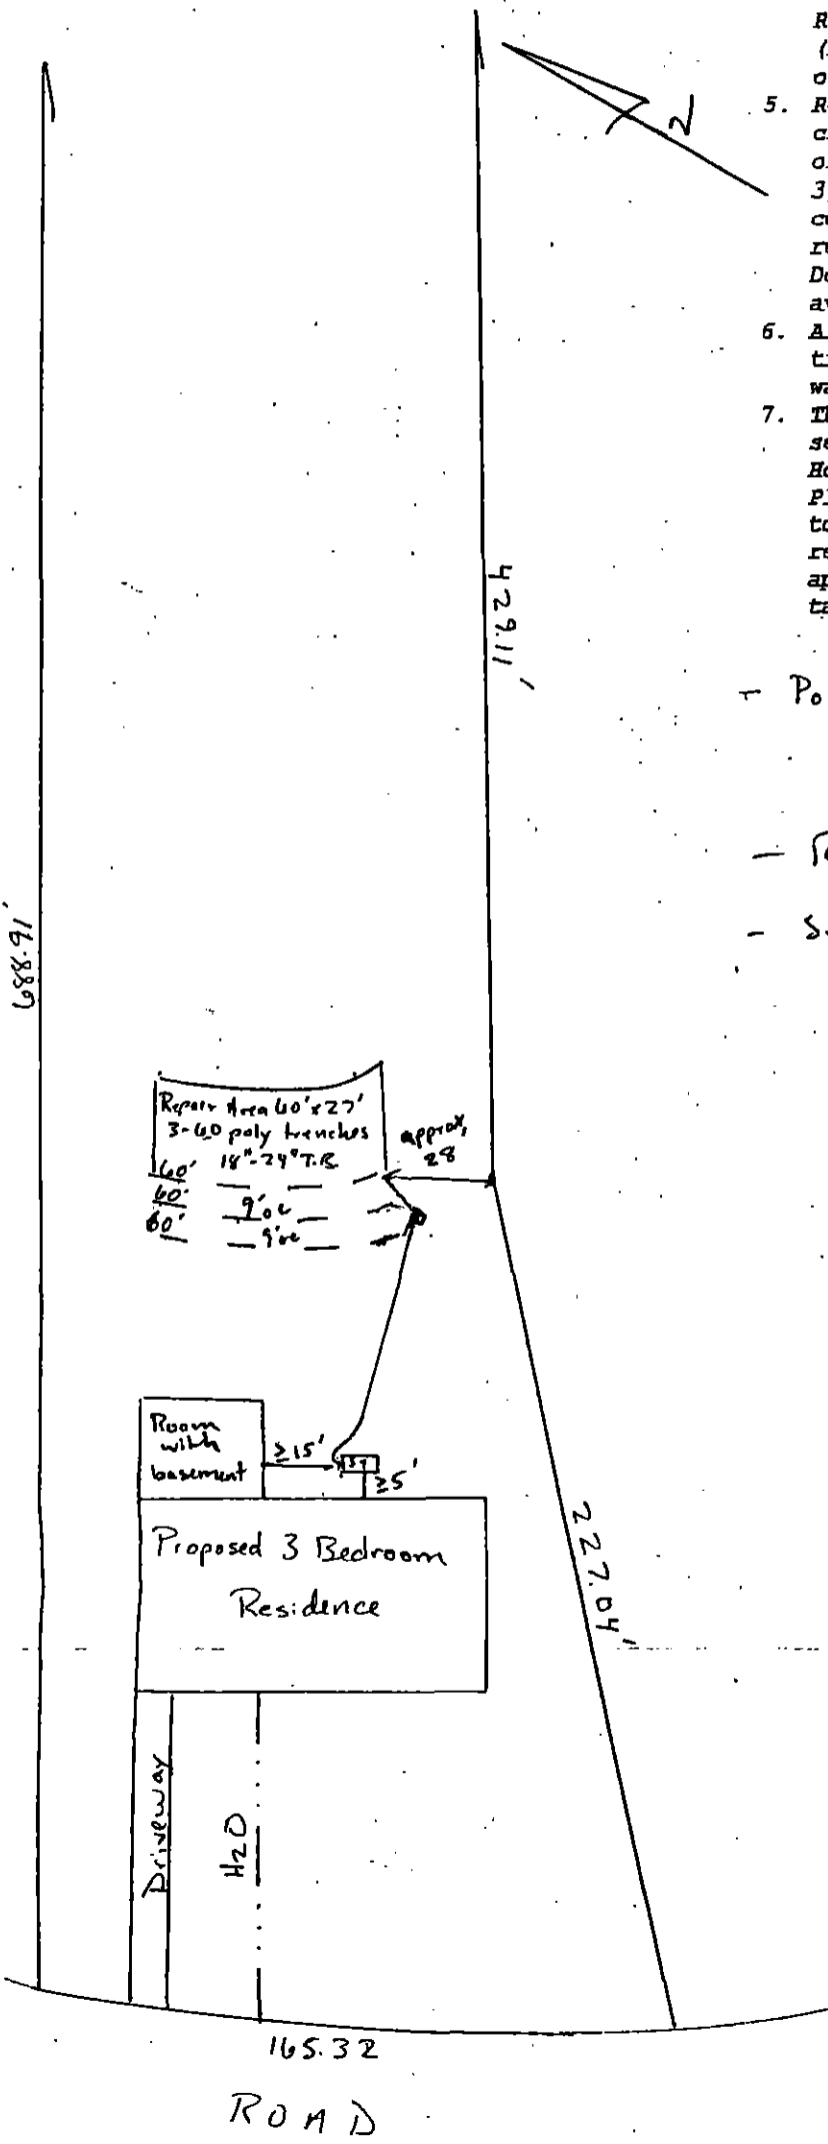 5.
6.
7.
429.11'
688.91'
Repair Area 60' x 27'
3-60 poly trenches
18"-24" T.B.
60'
60'
60'
9'oc
9'oc
approx.
28
Room
with
basement
≥15'
ST
≥5'
Proposed 3 Bedroom
Residence
227.04'
Driveway
H2O
165.32
ROAD